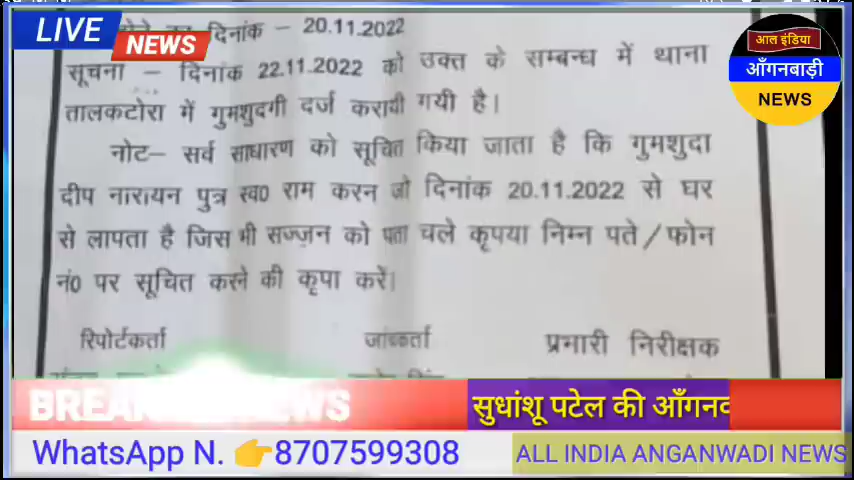 LIVE
NEWS
दिनांक – 20.11.2022
सूचना – दिनांक 22.11.2022 को उक्त के सम्बन्ध में थाना
तालकटोरा में गुमशुदगी दर्ज करायी गयी है।
नोट– सर्व साधारण को सूचित किया जाता है कि गुमशुदा
दीप नारायन पुत्र स्व0 राम करन जो दिनांक 20.11.2022 से घर
से लापता है जिस भी सज्जन को पता चले कृपया निम्न पते/फोन
नं0 पर सूचित करने की कृपा करें।
रिपोर्टकर्ता जांचकर्ता प्रभारी निरीक्षक
आल इंडिया
आँगनबाड़ी
NEWS
सुधांशू पटेल की
WhatsApp N. 👉8707599308
ALL INDIA ANGANWADI NEWS